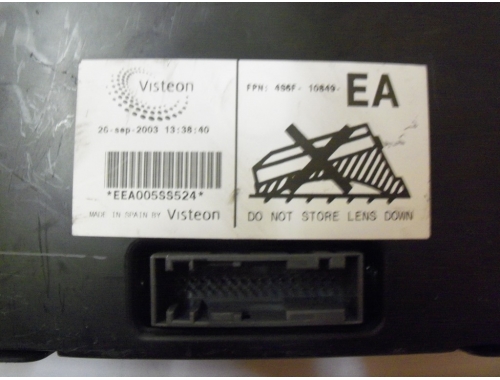 Visteon
26-sep-2003 13:38:40
*EEA005SS524*
MADE IN SPAIN BY Visteon
FPN: 496F- 10849- EA
DO NOT STORE LENS DOWN